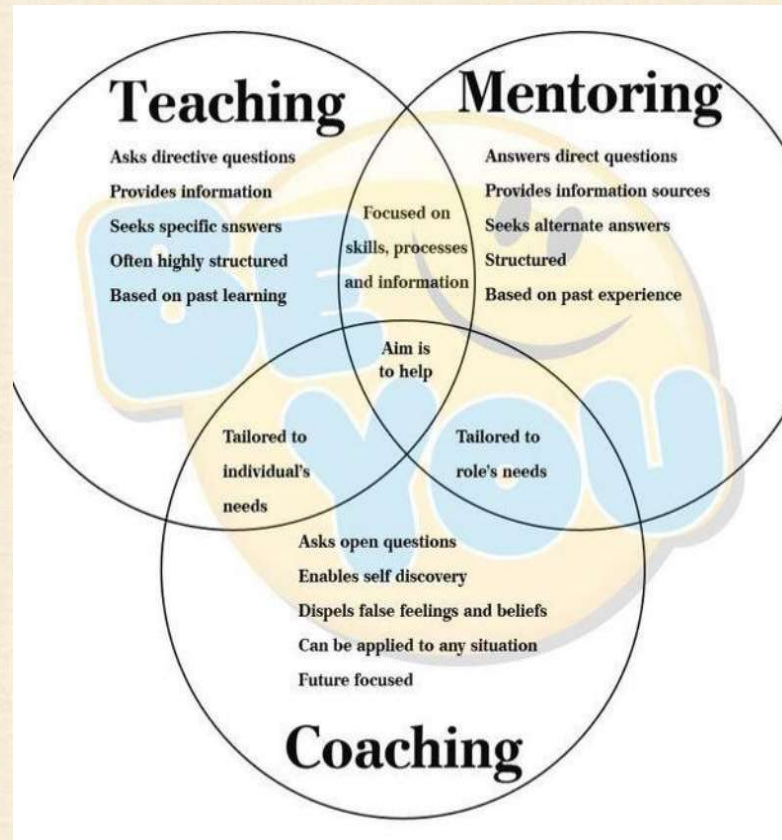 Teaching
Asks directive questions
Provides information
Seeks specific snswers
Often highly structured
Based on past learning
Mentoring
Answers direct questions
Provides information sources
Seeks alternate answers
Structured
Based on past experience
Focused on
skills, processes
and information
Aim is
to help
Tailored to
individual's
needs
Tailored to
role's needs
Asks open questions
Enables self discovery
Dispels false feelings and beliefs
Can be applied to any situation
Future focused
Coaching
BE
YOU